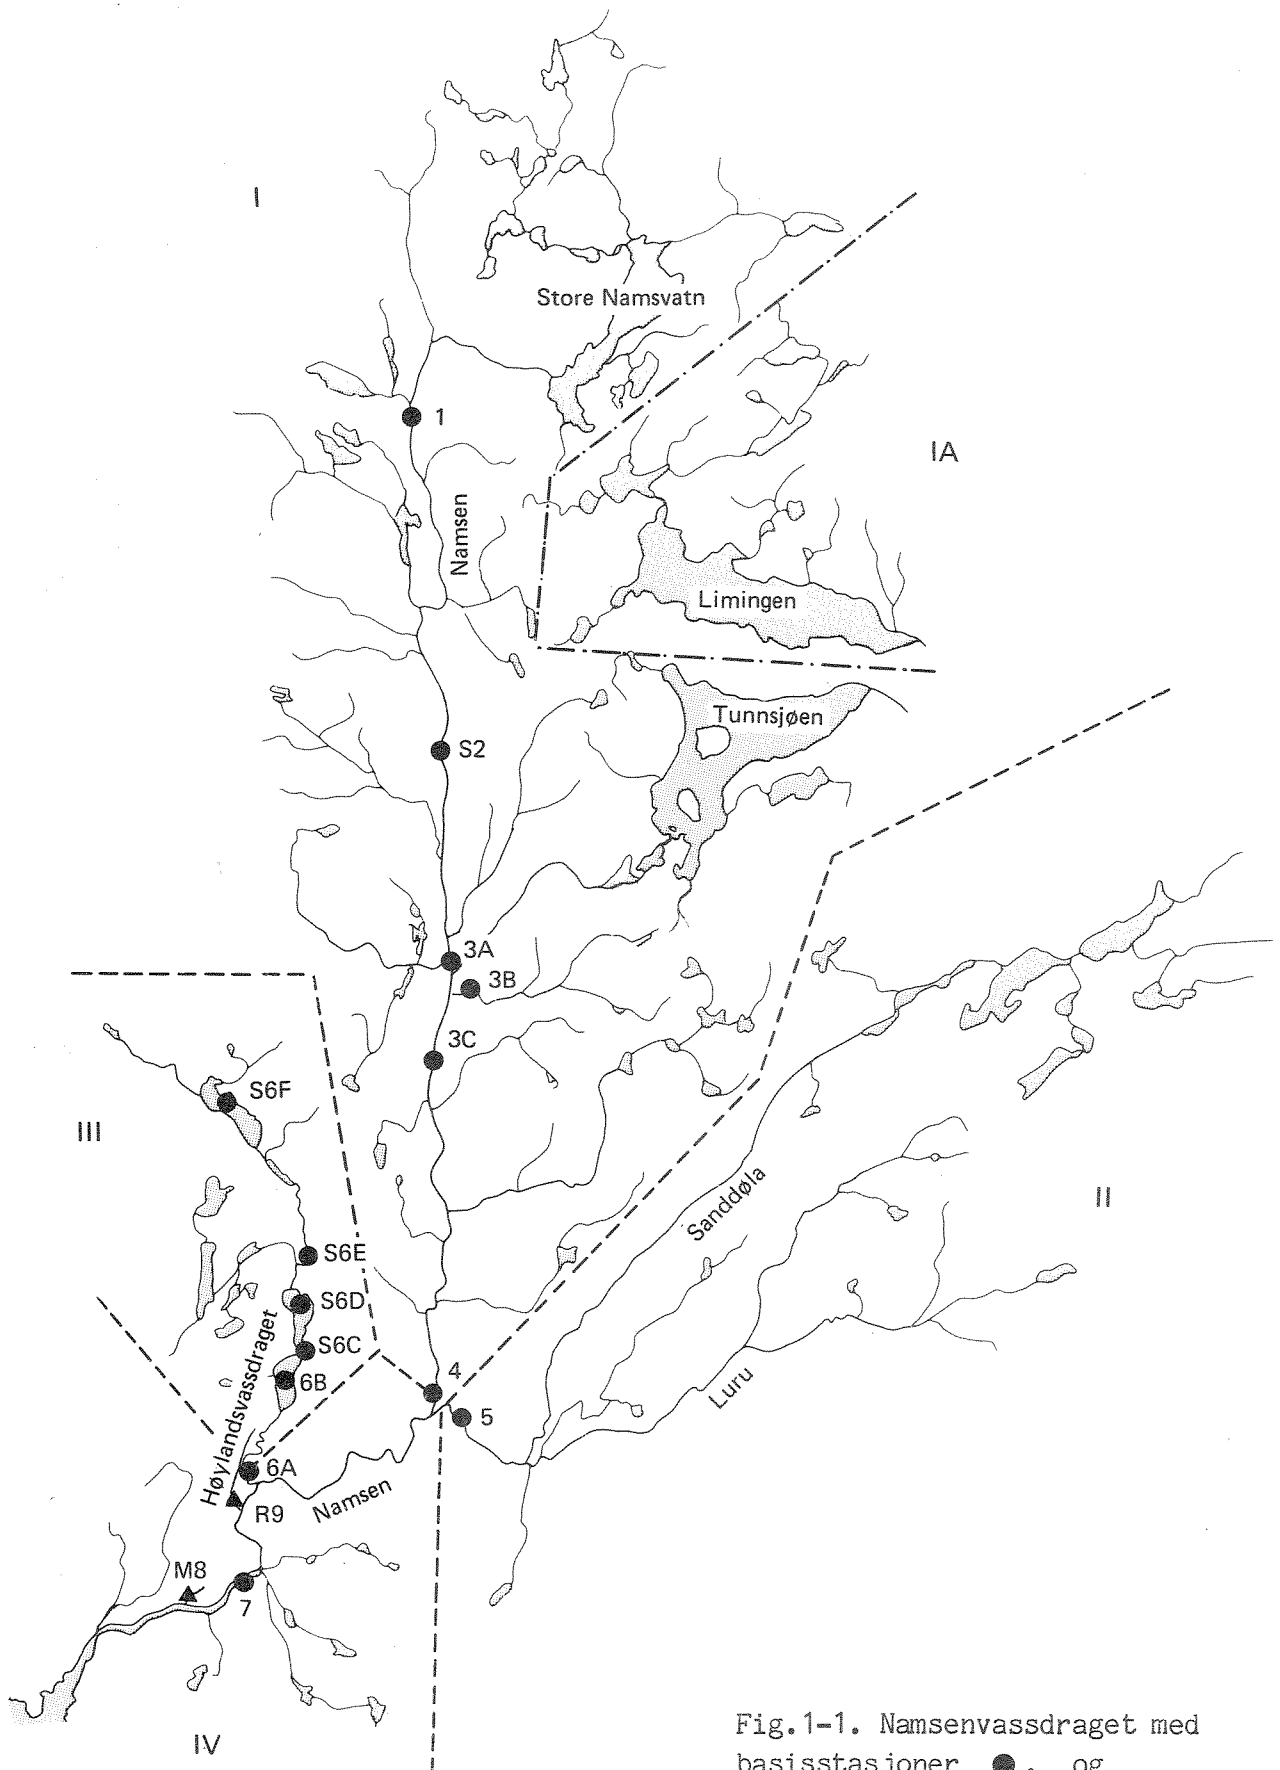 I
Store Namsvatn
1
IA
Namsen
Limingen
Tunnsjøen
S2
3A
3B
3C
S6F
III
Sanddøla
II
S6E
S6D
S6C
6B
Høylandsvassdraget
4
5
Luru
6A
Namsen
R9
M8
7
IV
Fig.1-1. Namsenvassdraget med
basisstasjoner ●, og